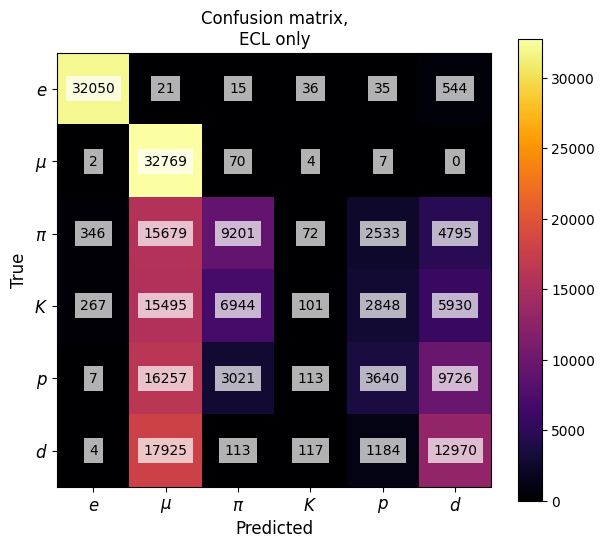 Confusion matrix,
ECL only
e 32050 21 15 36 35 544
μ 2 32769 70 4 7 0
π 346 15679 9201 72 2533 4795
K 267 15495 6944 101 2848 5930
p 7 16257 3021 113 3640 9726
d 4 17925 113 117 1184 12970
e μ π K p d
Predicted
True
30000
25000
20000
15000
10000
5000
0